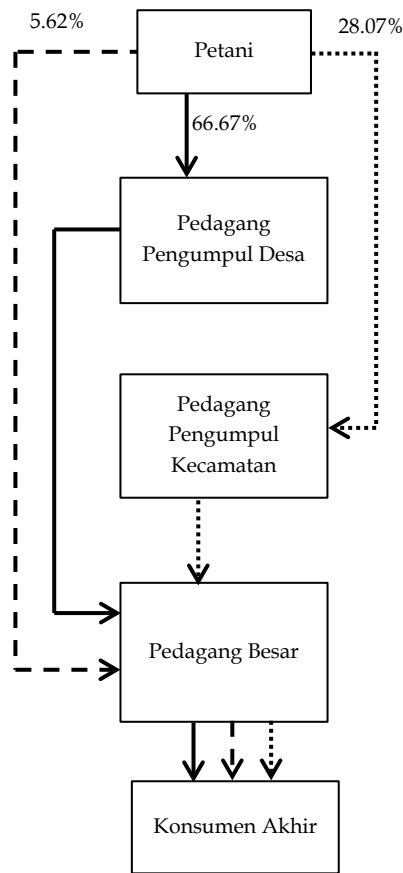 5.62%
Petani
28.07%
66.67%
Pedagang
Pengumpul Desa
Pedagang
Pengumpul
Kecamatan
Pedagang Besar
Konsumen Akhir